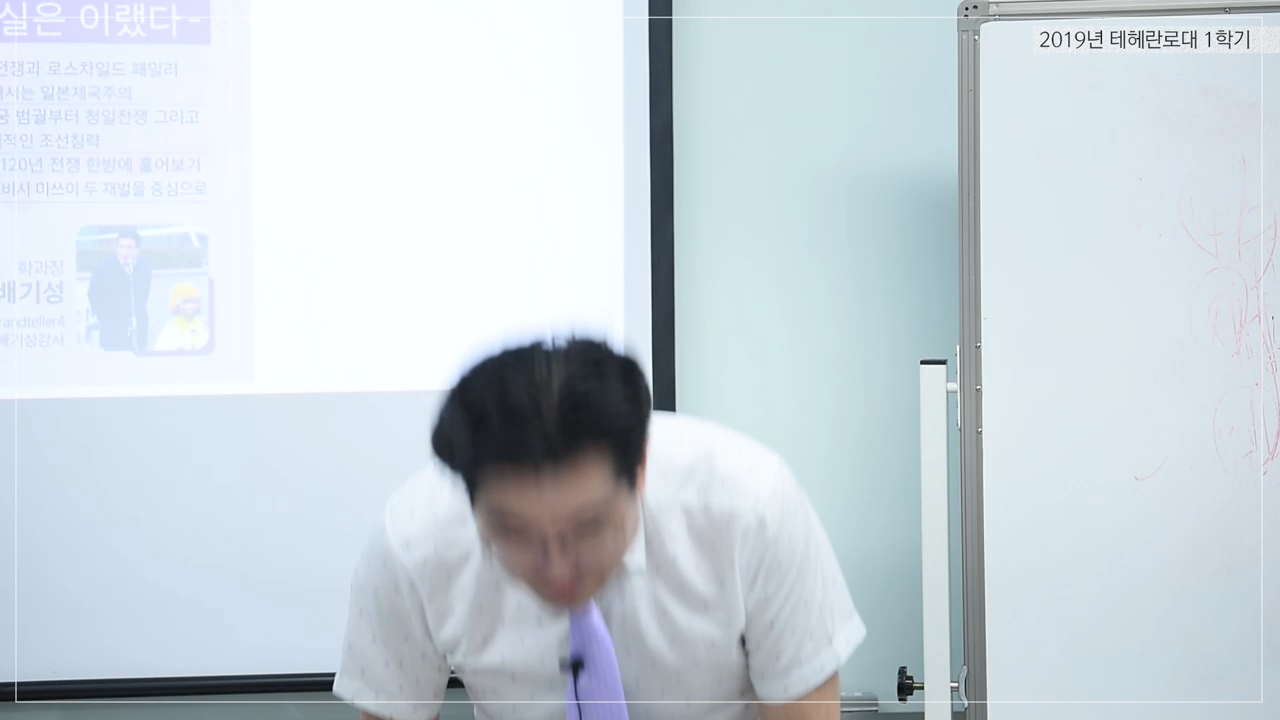 실은 이랬다-
2019년 테헤란로대 1학기
전쟁과 로스차일드 패밀리
서는 일본제국주의
궁 범궐부터 청일전쟁 그리고
적인 조선침략
120년 전쟁 한방에 훑어보기
비시 미쓰이 두 재벌을 중심으로
학과장
배기성
randteller4
배기성강사